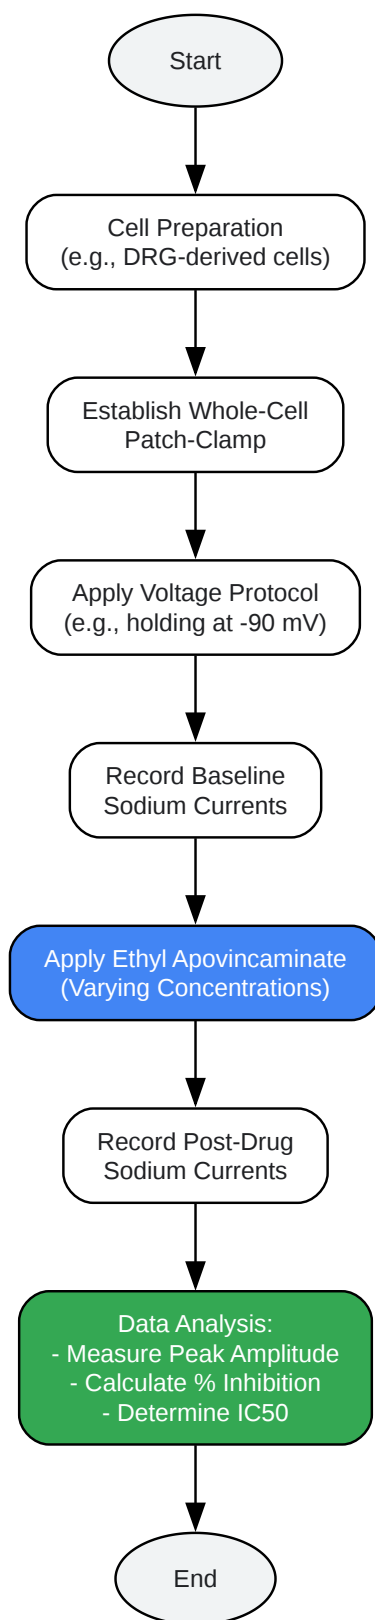 Start
Cell Preparation
(e.g., DRG-derived cells)
Establish Whole-Cell
Patch-Clamp
Apply Voltage Protocol
(e.g., holding at -90 mV)
Record Baseline
Sodium Currents
Apply Ethyl Apovincaminate
(Varying Concentrations)
Record Post-Drug
Sodium Currents
Data Analysis:
- Measure Peak Amplitude
- Calculate % Inhibition
- Determine IC50
End